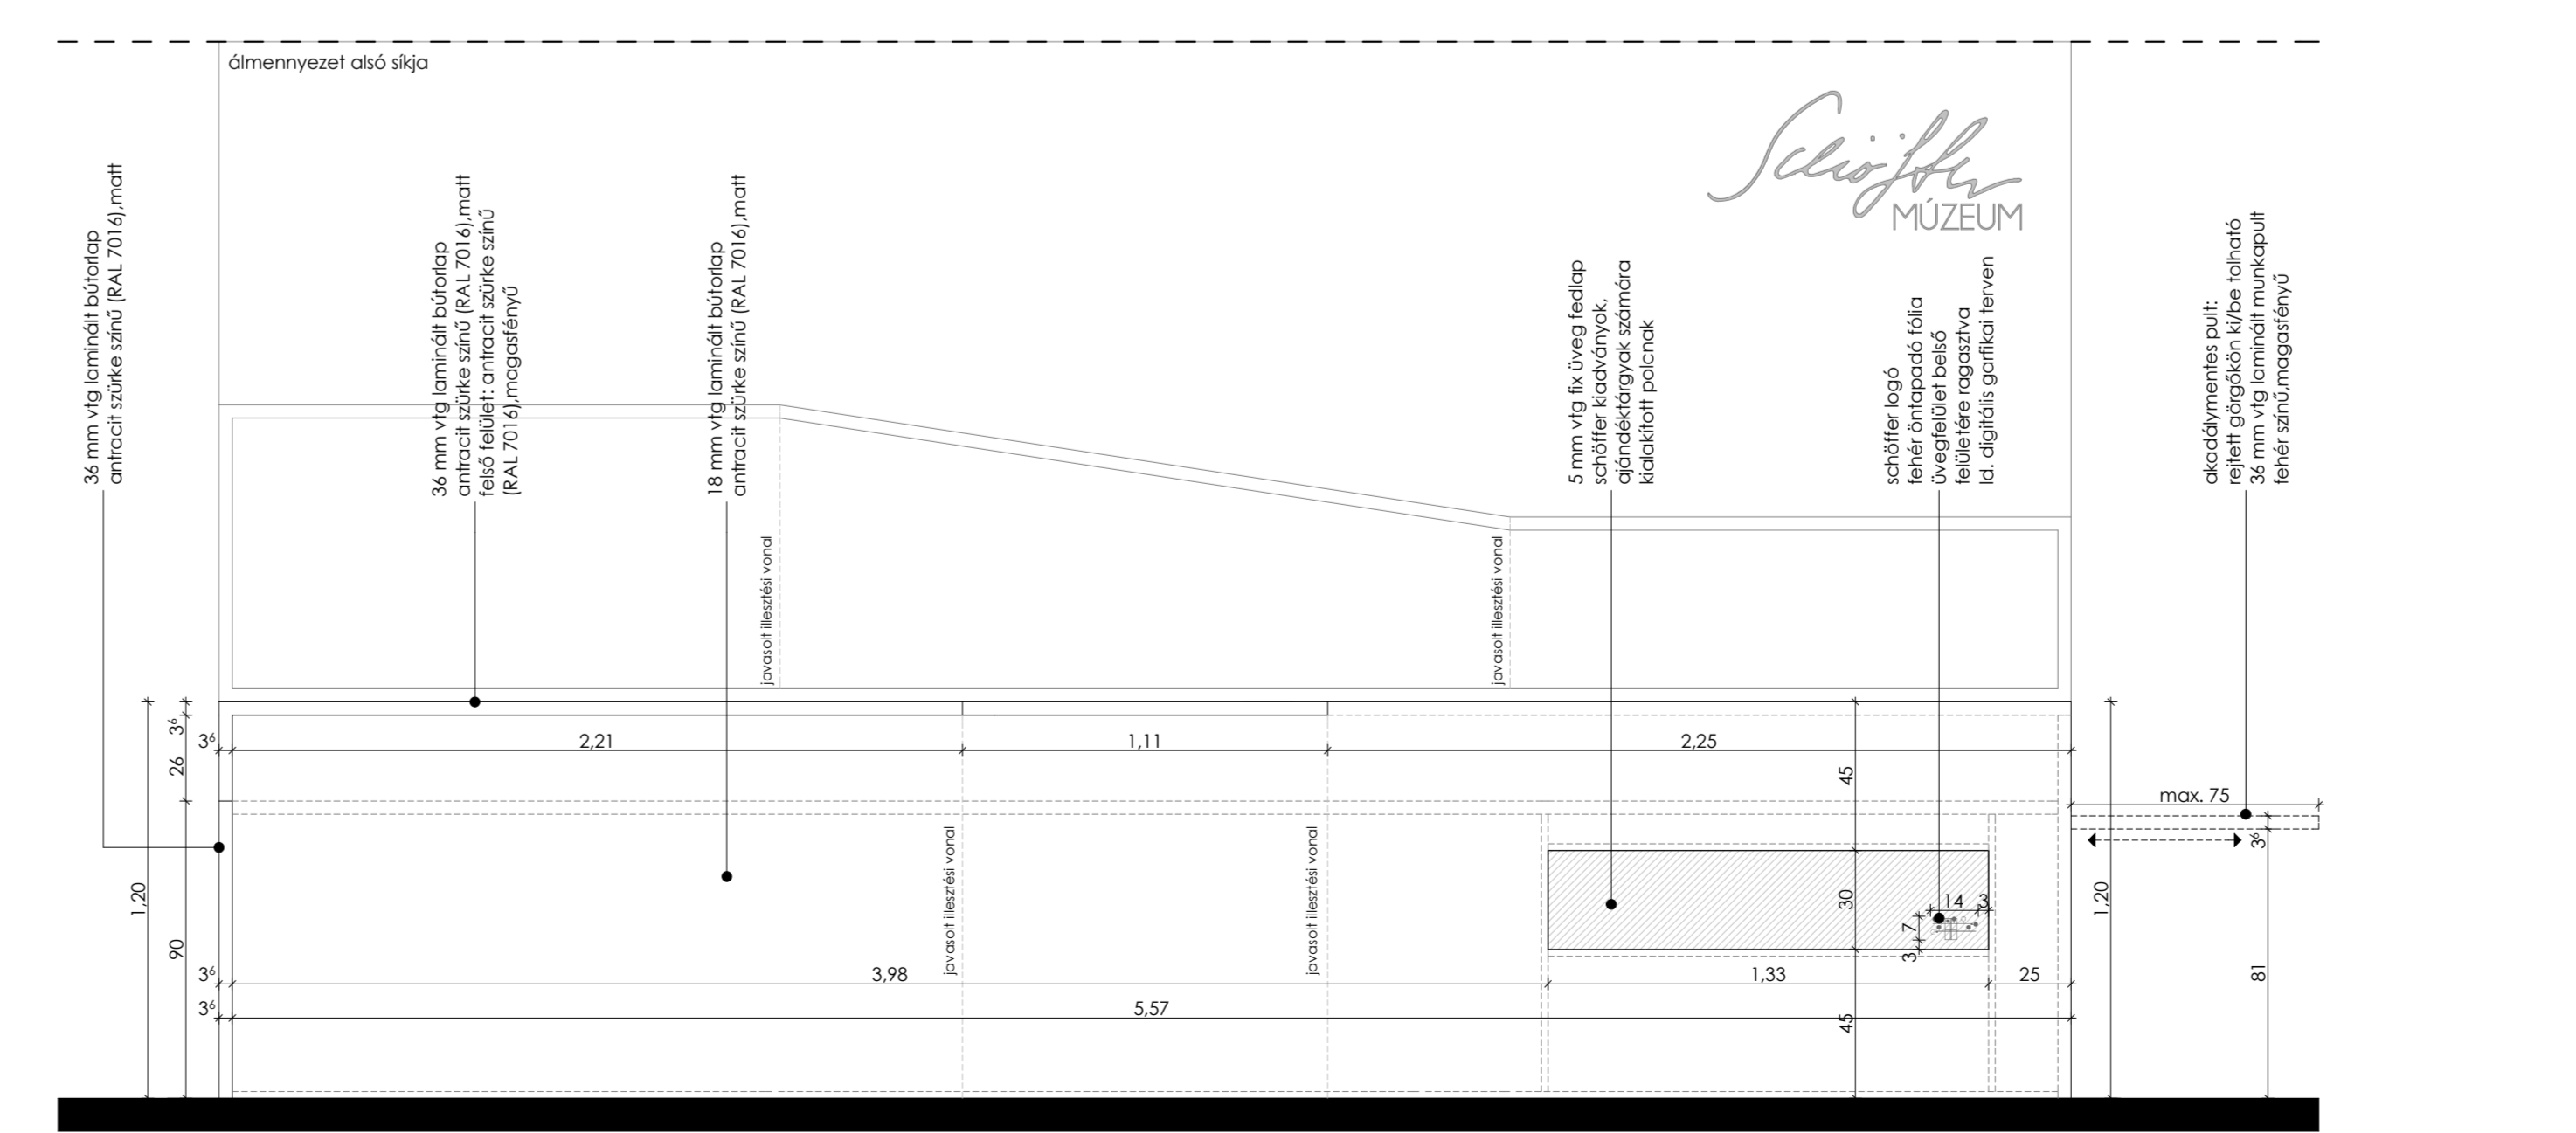 álmennyezet alsó síkja
Schöffer
MÚZEUM
36 mm vtg laminált bútorlap
antracit szürke színű (RAL 7016),matt
36 mm vtg laminált bútorlap
antracit szürke színű (RAL 7016),matt
felső felület: antracit szürke színű
(RAL 7016),magasfényű
18 mm vtg laminált bútorlap
antracit szürke színű (RAL 7016),matt
5 mm vtg fix üveg fedlap
schöffer kiadványok,
ajándéktárgyak számára
kialakított polcnak
schöffer logó
fehér öntapadó fólia
üvegfelület belső
felületére ragasztva
ld. digitális garfikai terven
akadálymentes pult:
rejtett görgőkön ki/be tolható
36 mm vtg laminált munkapult
fehér színű,magasfényű
javasolt illesztési vonal
javasolt illesztési vonal
3⁶
3⁶
2,21
1,11
2,25
26
45
max. 75
3⁶
javasolt illesztési vonal
javasolt illesztési vonal
1,20
90
30
14
3
7
3
1,20
81
3⁶
3,98
1,33
25
3⁶
5,57
45